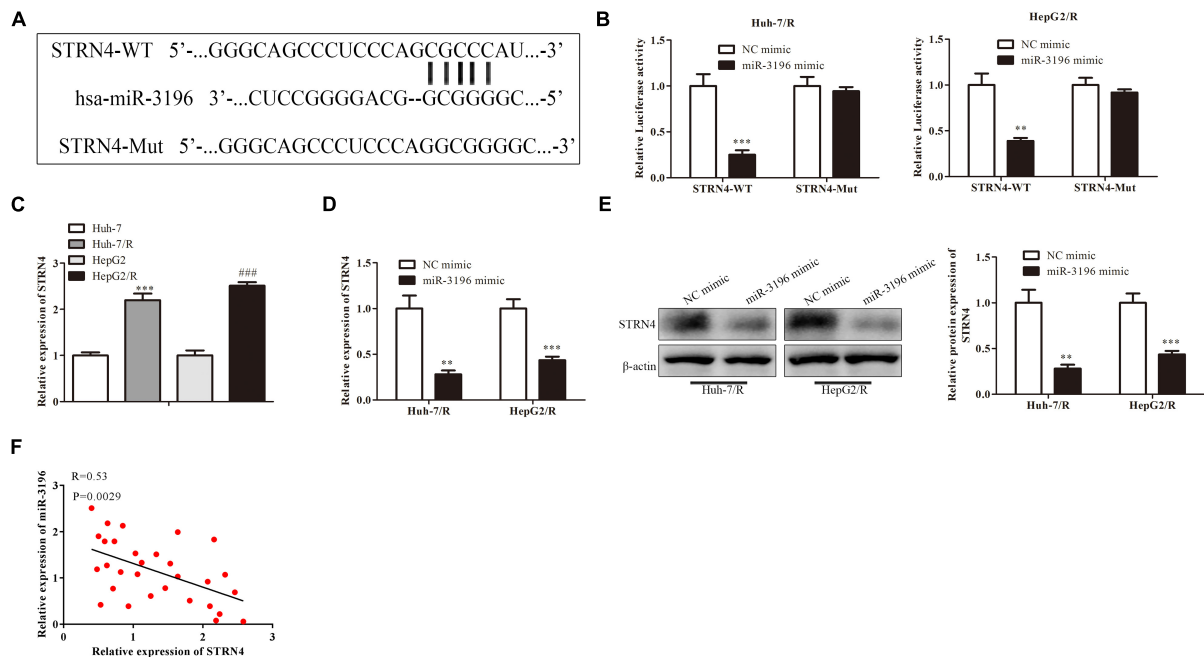 A
STRN4-WT 5’-...GGGCAGCCCUCCCAGCGCCCAU...-3’
hsa-miR-3196 3’-...CUCCGGGGACG--GCGGGGC...-5’
STRN4-Mut 5’-...GGGCAGCCCUCCCAGGCGGGGC...-3’
B
Huh-7/R
Relative Luciferase activity
1.5
1.0
0.5
0.0
NC mimic
miR-3196 mimic
***
STRN4-WT STRN4-Mut
HepG2/R
Relative Luciferase activity
1.5
1.0
0.5
0.0
NC mimic
miR-3196 mimic
**
STRN4-WT STRN4-Mut
C
Relative expression of STRN4
3
2
1
0
Huh-7
Huh-7/R
HepG2
HepG2/R
***
###
D
Relative expression of STRN4
1.5
1.0
0.5
0.0
NC mimic
miR-3196 mimic
**
***
Huh-7/R HepG2/R
E
NC mimic miR-3196 mimic NC mimic miR-3196 mimic
STRN4
β-actin
Huh-7/R HepG2/R
Relative protein expression of
STRN4
1.5
1.0
0.5
0.0
NC mimic
miR-3196 mimic
**
***
Huh-7/R HepG2/R
F
Relative expression of miR-3196
R=0.53
P=0.0029
3
2
1
0
0 1 2 3
Relative expression of STRN4